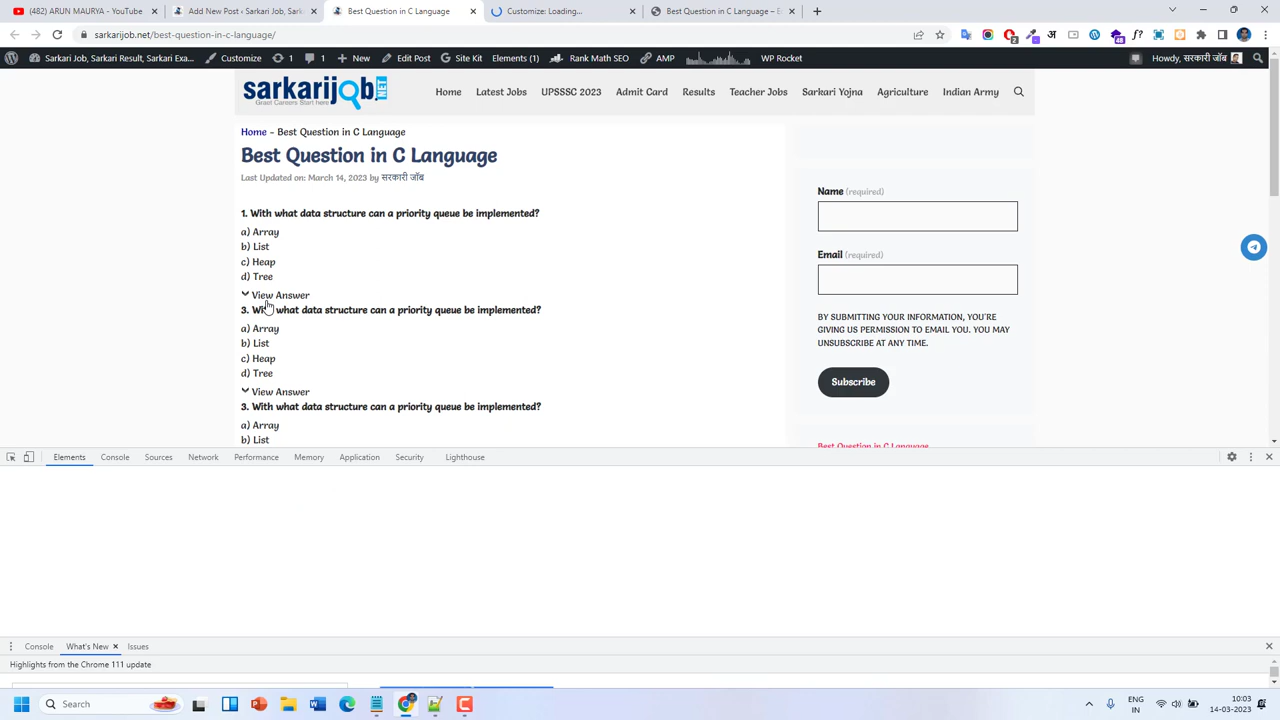 (482) ARUN MAURYA - YouTube
Add New Post ‹ Sarkari Job, Sark
Best Question in C Language
Customize: Loading...
Best Question in C Language – E
sarkarijob.net/best-question-in-c-language/
Sarkari Job, Sarkari Result, Sarkari Exa...
Customize
1
1
New
Edit Post
Site Kit
Elements (1)
Rank Math SEO
AMP
WP Rocket
Howdy, सरकारी जॉब
sarkarijob.NET
Graet Careers Start here
Home
Latest Jobs
UPSSSC 2023
Admit Card
Results
Teacher Jobs
Sarkari Yojna
Agriculture
Indian Army
Home - Best Question in C Language
Best Question in C Language
Last Updated on: March 14, 2023 by सरकारी जॉब
1. With what data structure can a priority queue be implemented?
a) Array
b) List
c) Heap
d) Tree
View Answer
3. With what data structure can a priority queue be implemented?
a) Array
b) List
c) Heap
d) Tree
View Answer
3. With what data structure can a priority queue be implemented?
a) Array
b) List
Name (required)
Email (required)
BY SUBMITTING YOUR INFORMATION, YOU'RE
GIVING US PERMISSION TO EMAIL YOU. YOU MAY
UNSUBSCRIBE AT ANY TIME.
Subscribe
Best Question in C Language
Elements
Console
Sources
Network
Performance
Memory
Application
Security
Lighthouse
Console
What's New
Issues
Highlights from the Chrome 111 update
Search
ENG
IN
10:03
14-03-2023